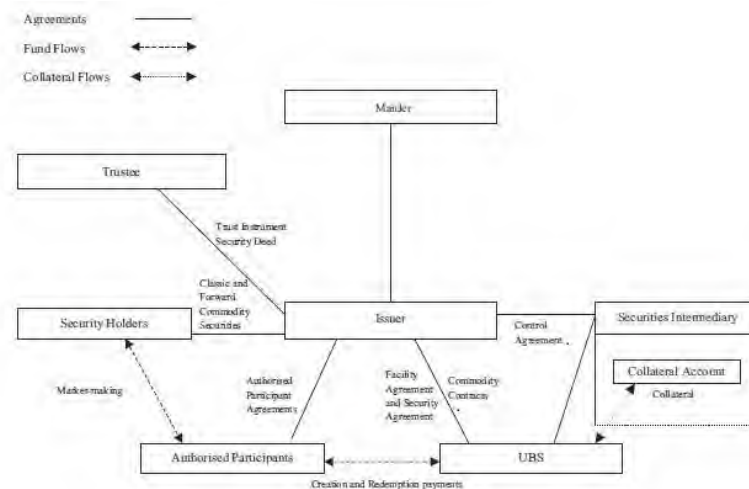 Agreements
Fund Flows
Collateral Flows
Manler
Trustee
Trust Instrument
Security Deed
Classic and
Forward
Commodity
Securities
Security Holders
Issuer
Control
Agreement .
Securities Intermediary
Collateral Account
Collateral
Market-making
Authorised
Participant
Agreements
Facility
Agreement
and Security
Agreement
Commodity
Contracts
Authorised Participants
UBS
Creation and Redemption payments